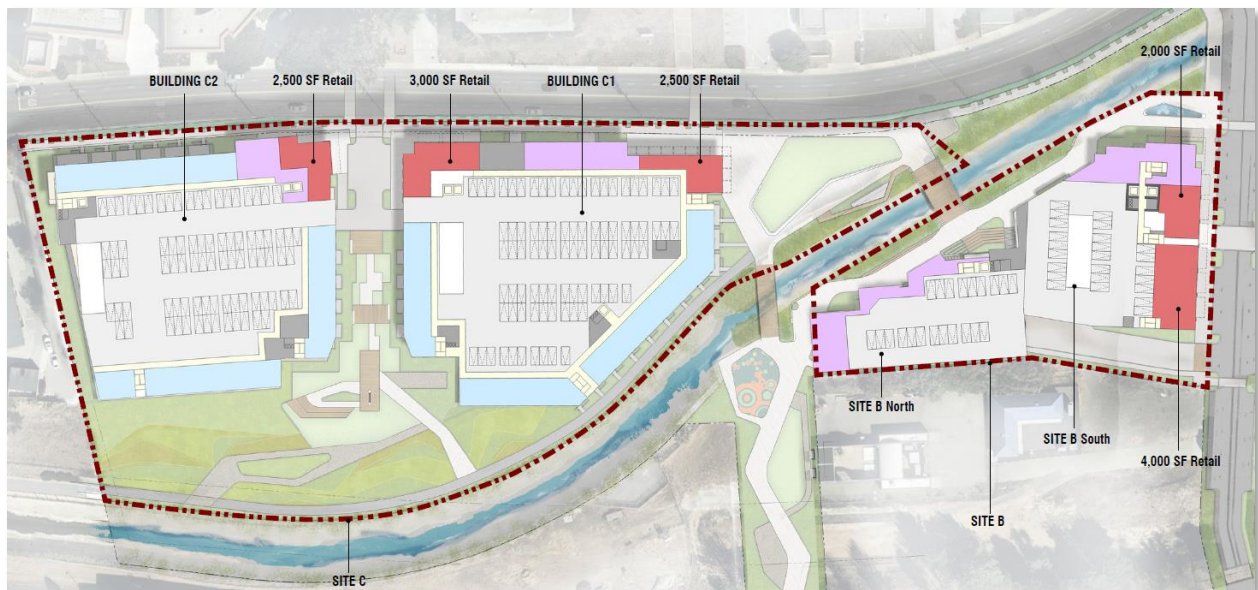 2,000 SF Retail
BUILDING C2
2,500 SF Retail
3,000 SF Retail
BUILDING C1
2,500 SF Retail
SITE B North
SITE B South
4,000 SF Retail
SITE B
SITE C